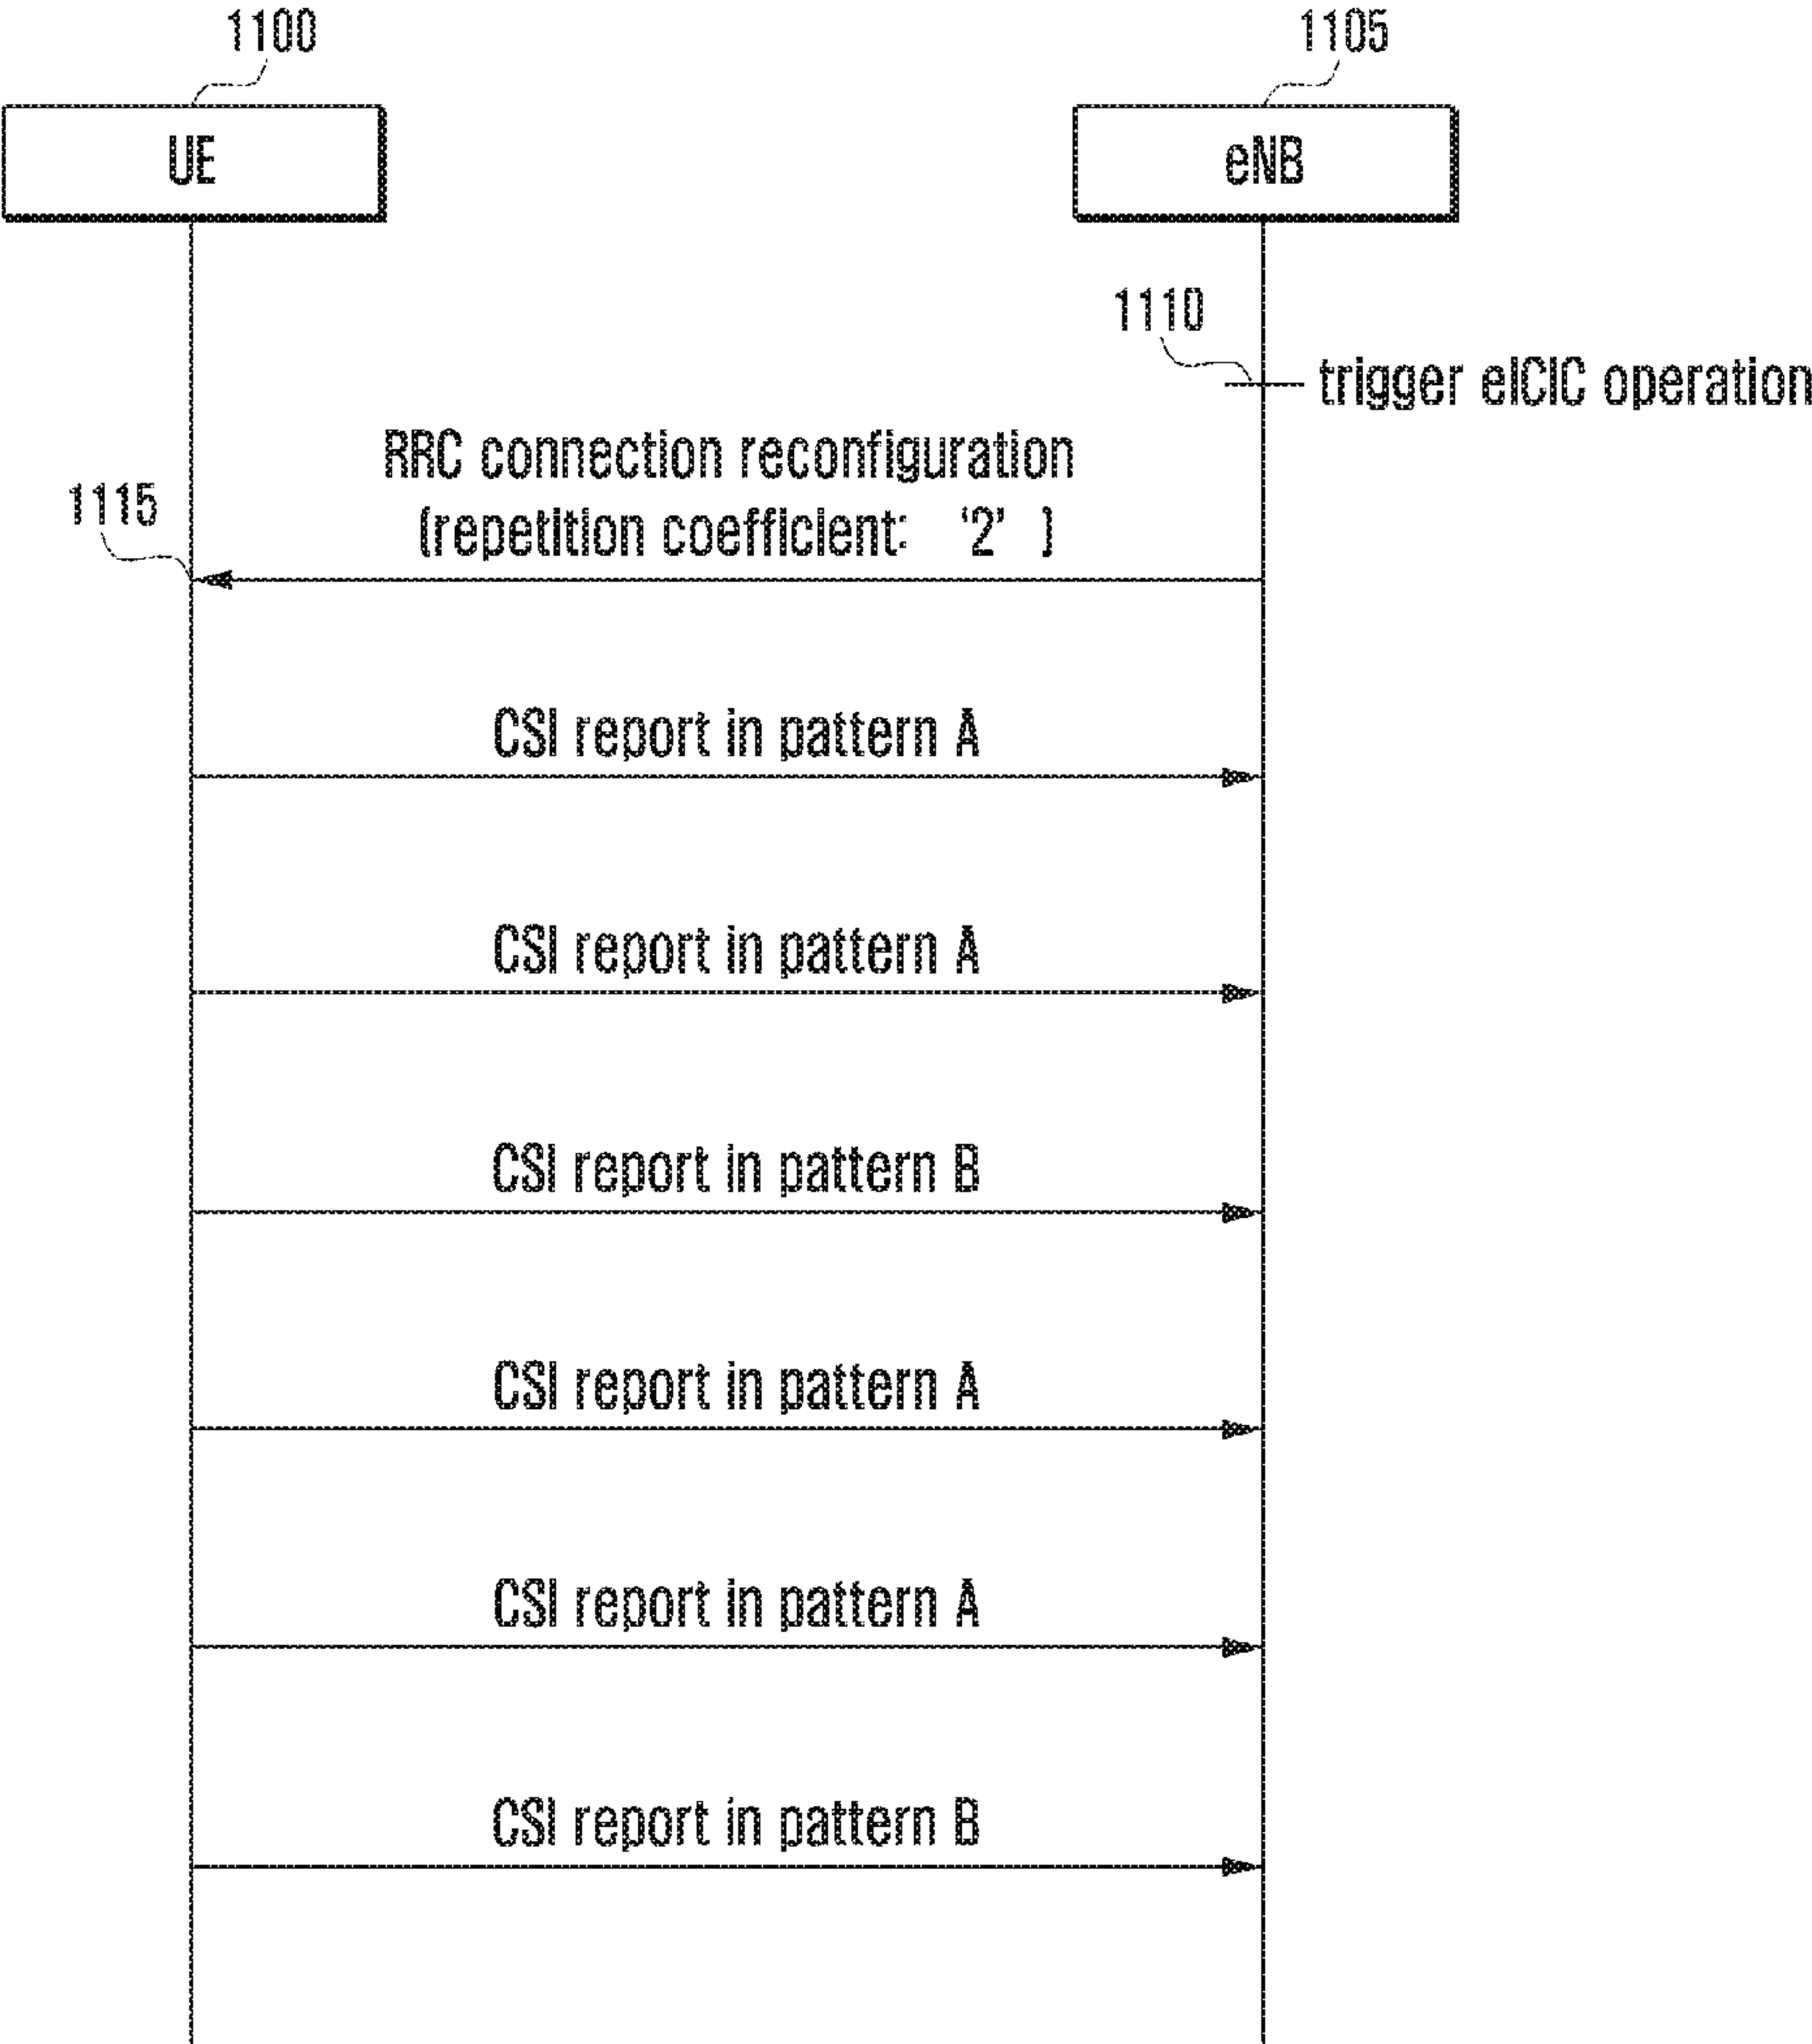 1100
1105
UE
eNB
1110
trigger eICIC operation
RRC connection reconfiguration
1115
(repetition coefficient: ‘2’ )
CSI report in pattern A
CSI report in pattern A
CSI report in pattern B
CSI report in pattern A
CSI report in pattern A
CSI report in pattern B